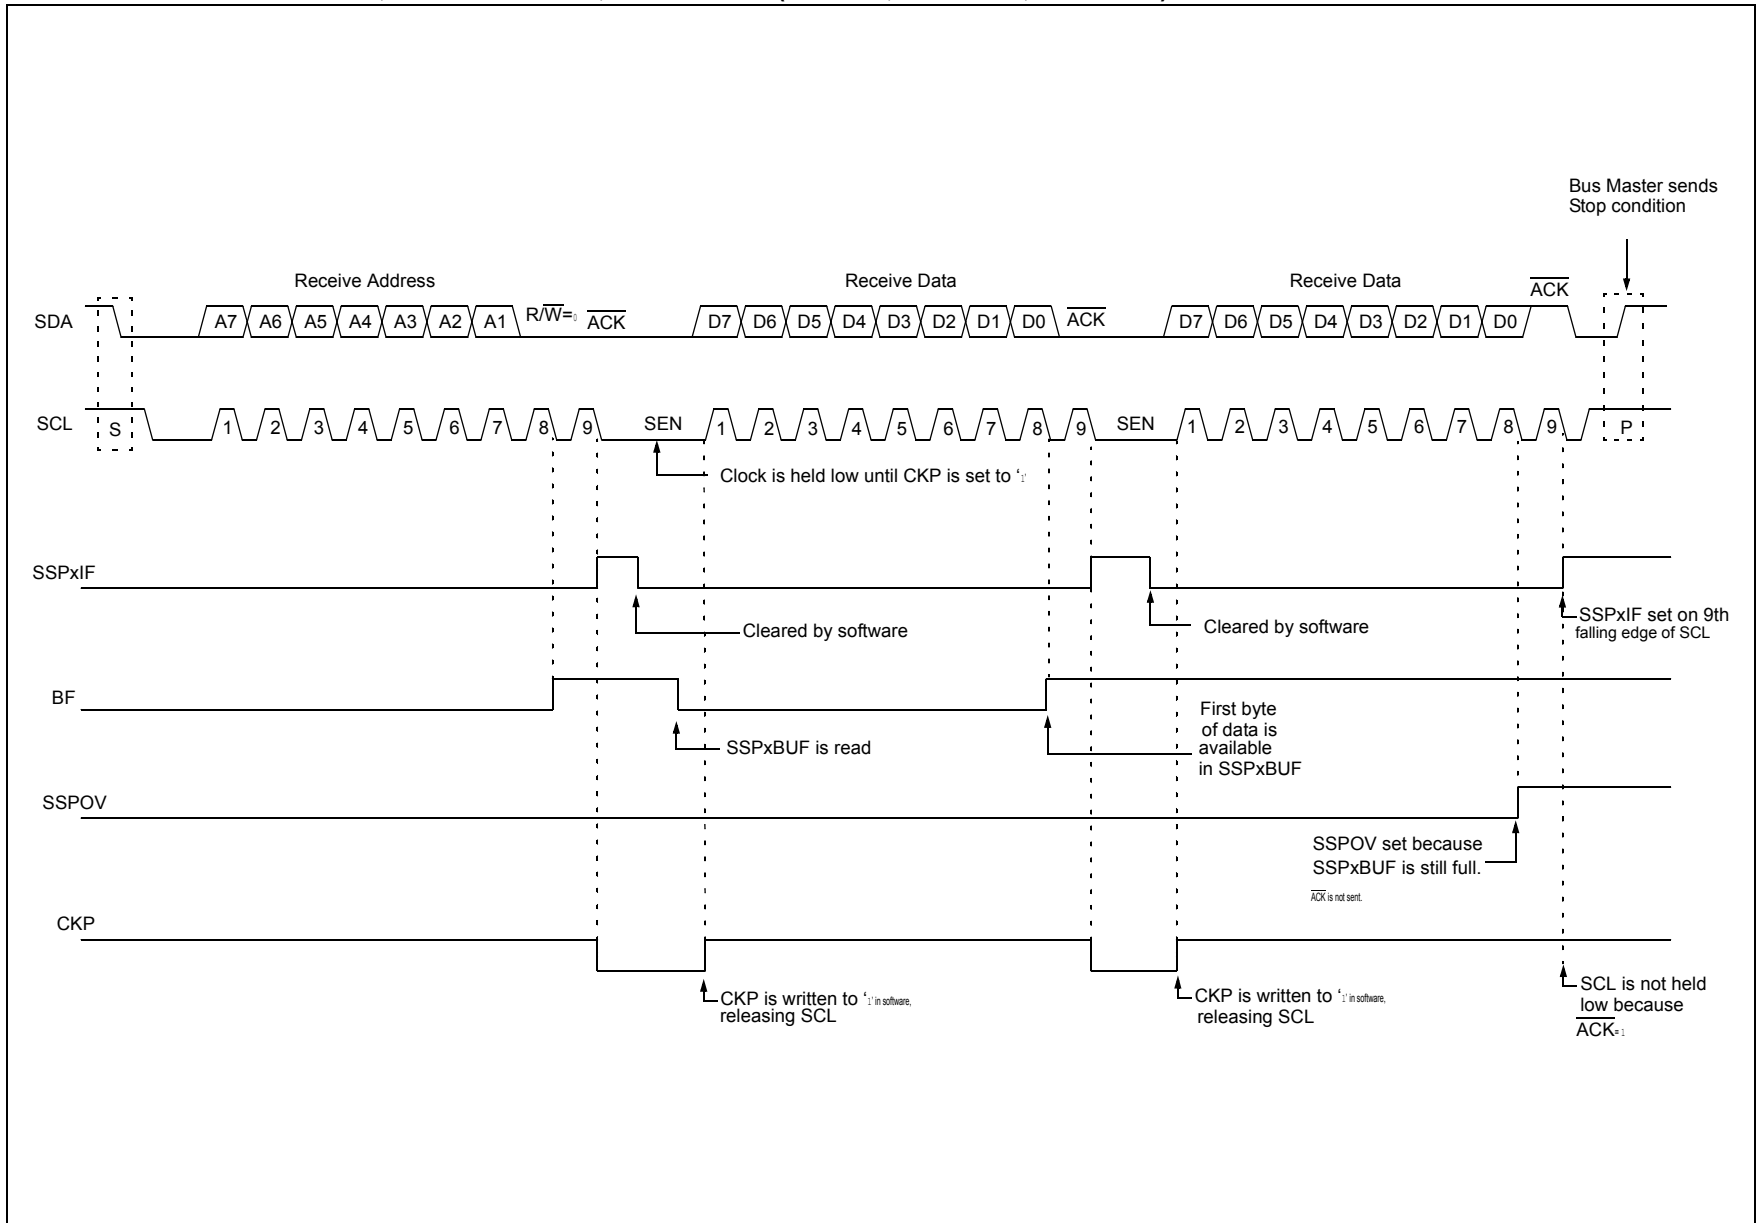 Bus Master sends
Stop condition
Receive Address
Receive Data
Receive Data
ACK
SDA
A7 A6 A5 A4 A3 A2 A1 R/W=0 ACK
D7 D6 D5 D4 D3 D2 D1 D0 ACK
D7 D6 D5 D4 D3 D2 D1 D0
SCL
S
1 2 3 4 5 6 7 8 9 SEN
1 2 3 4 5 6 7 8 9 SEN
1 2 3 4 5 6 7 8 9 P
Clock is held low until CKP is set to ‘1’
SSPxIF
Cleared by software
Cleared by software
SSPxIF set on 9th
falling edge of SCL
BF
SSPxBUF is read
First byte
of data is
available
in SSPxBUF
SSPOV
SSPOV set because
SSPxBUF is still full.
ACK is not sent.
CKP
CKP is written to ‘1’ in software,
releasing SCL
CKP is written to ‘1’ in software,
releasing SCL
SCL is not held
low because
ACK= 1